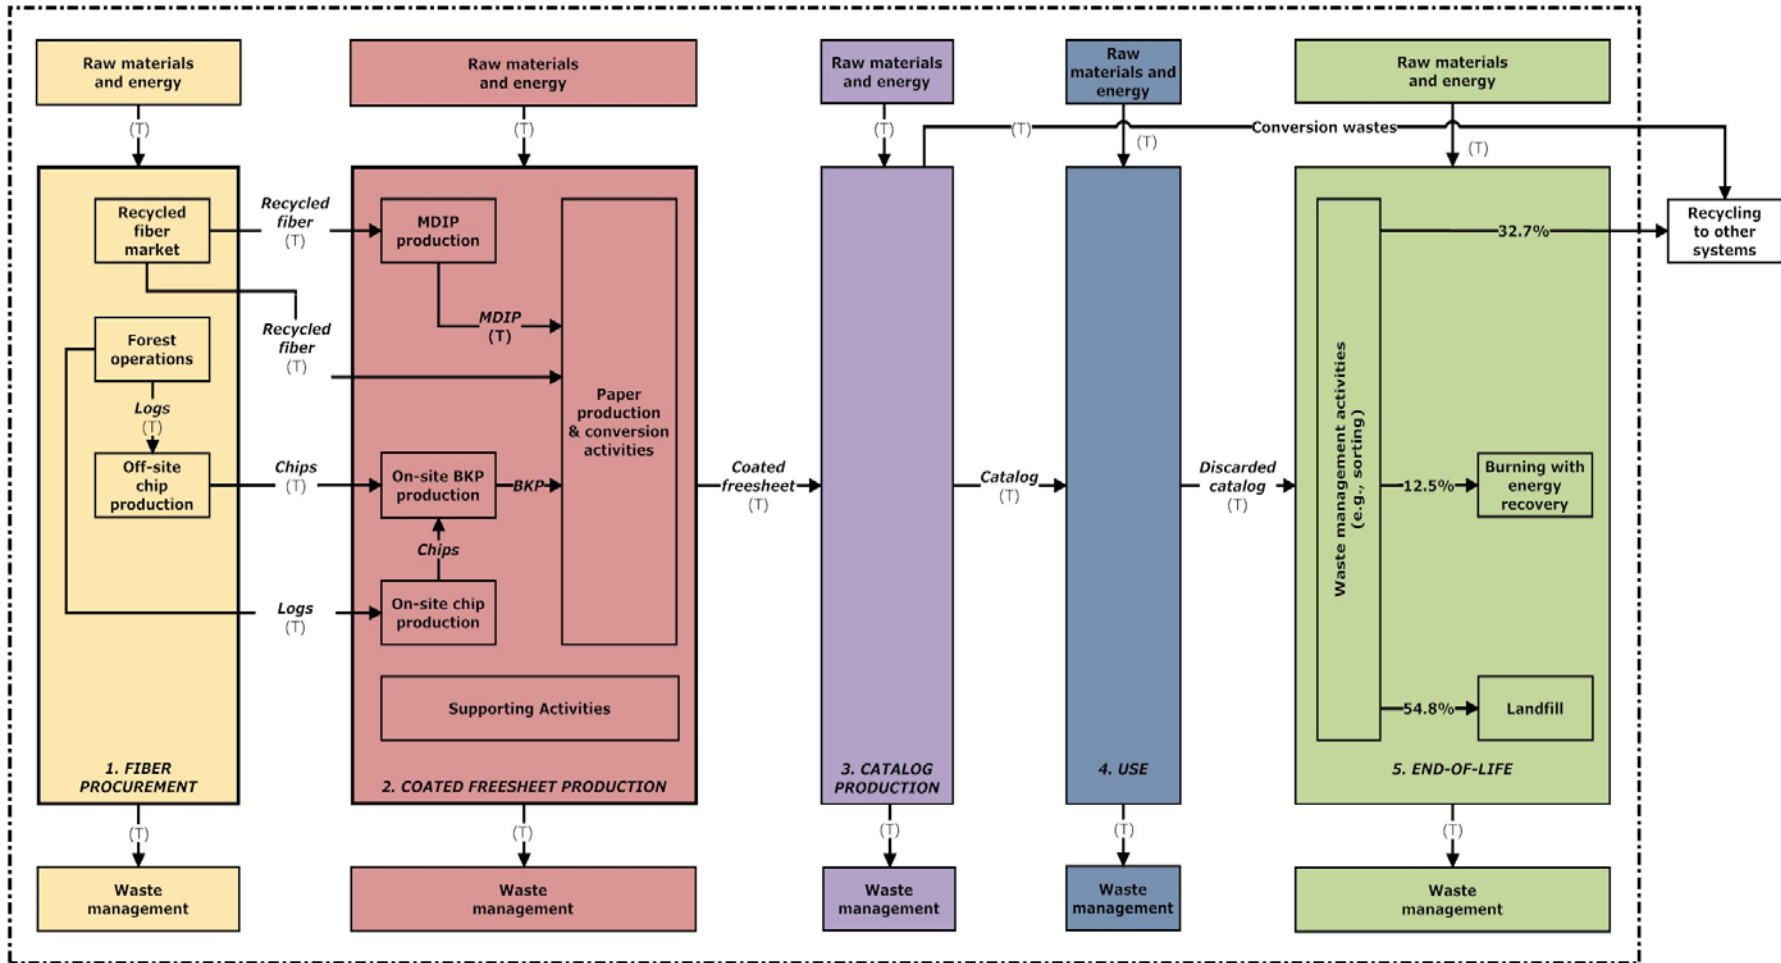 Raw materials
and energy
Raw materials
and energy
Raw materials
and energy
Raw
materials and
energy
Raw materials
and energy
(T)
(T)
(T)
(T)
(T)
Conversion wastes
(T)
Recycled
fiber
market
Recycled
fiber
(T)
MDIP
production
MDIP
(T)
Recycled
fiber
(T)
Forest
operations
Logs
(T)
Off-site
chip
production
Chips
(T)
On-site BKP
production
BKP
Chips
Logs
(T)
On-site chip
production
Paper
production
& conversion
activities
Supporting Activities
Coated
freesheet
(T)
Catalog
(T)
Discarded
catalog
(T)
Waste management activities
(e.g., sorting)
32.7%
Recycling
to other
systems
12.5%
Burning with
energy
recovery
54.8%
Landfill
1. FIBER
PROCUREMENT
2. COATED FREESHEET PRODUCTION
3. CATALOG
PRODUCTION
4. USE
5. END-OF-LIFE
(T)
(T)
(T)
(T)
(T)
Waste
management
Waste
management
Waste
management
Waste
management
Waste
management